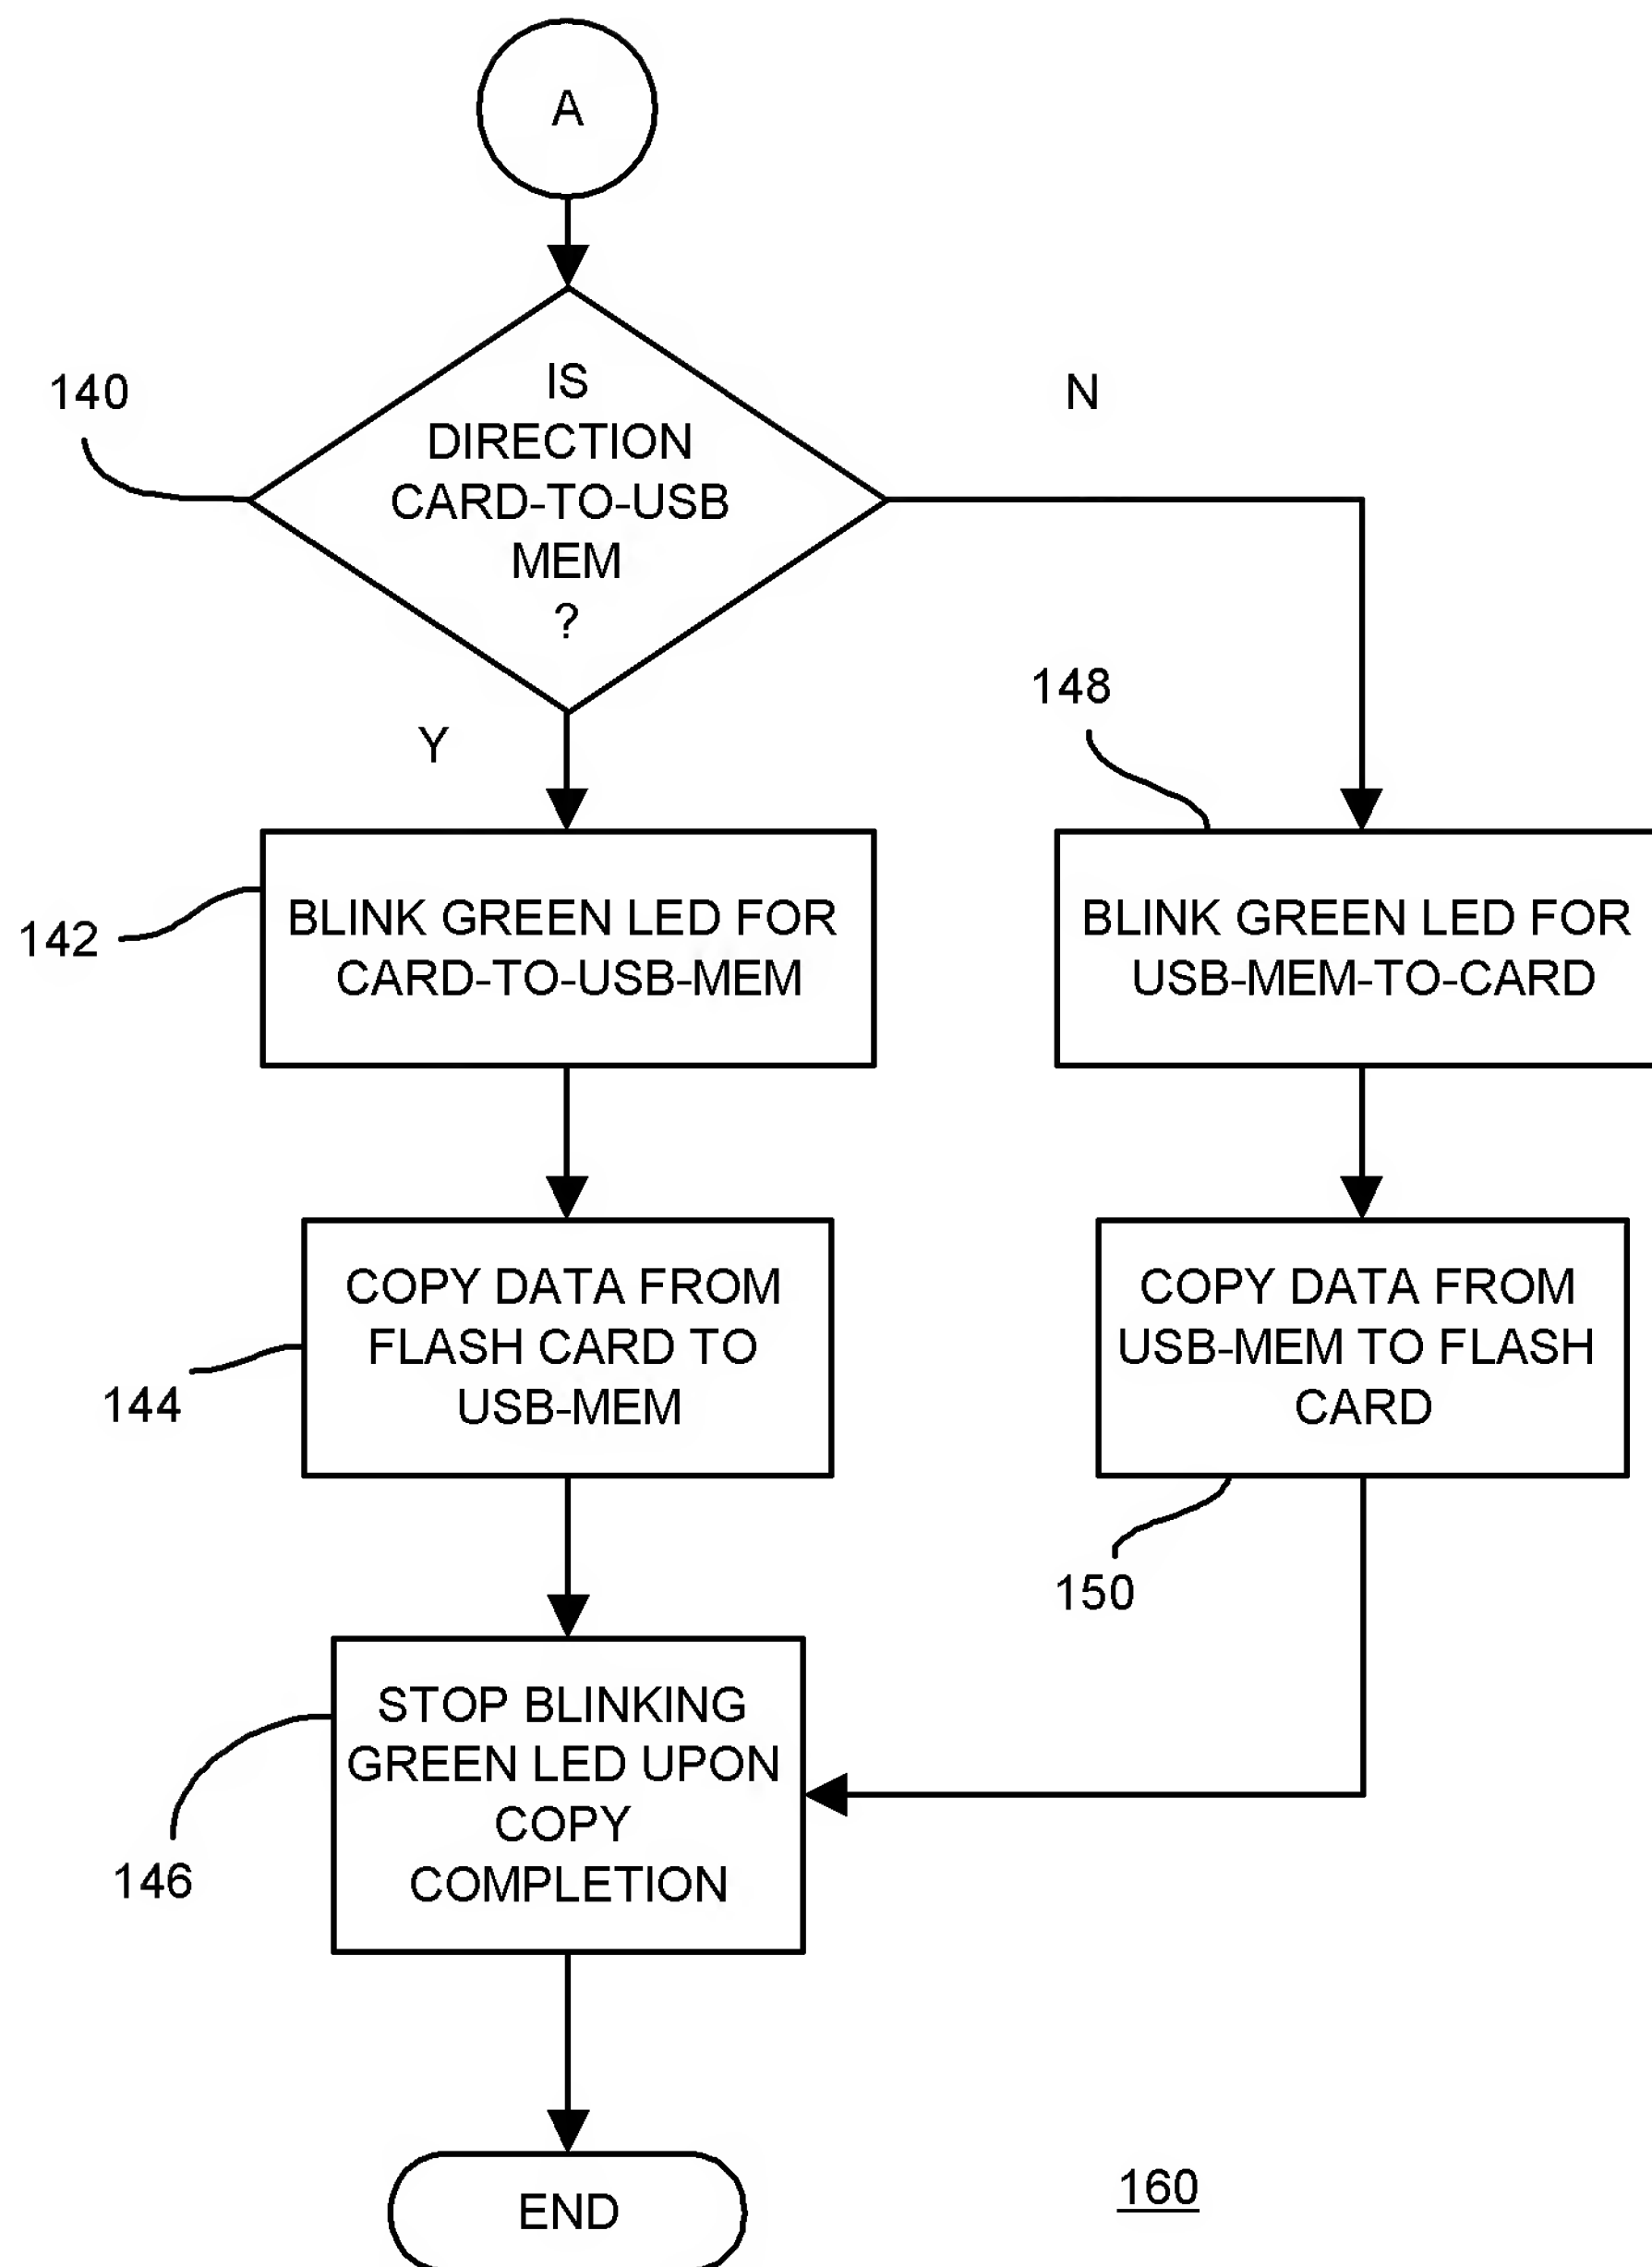 A
140
IS
DIRECTION
CARD-TO-USB
MEM
?
N
Y
148
142
BLINK GREEN LED FOR
CARD-TO-USB-MEM
BLINK GREEN LED FOR
USB-MEM-TO-CARD
144
COPY DATA FROM
FLASH CARD TO
USB-MEM
COPY DATA FROM
USB-MEM TO FLASH
CARD
150
146
STOP BLINKING
GREEN LED UPON
COPY
COMPLETION
END
160